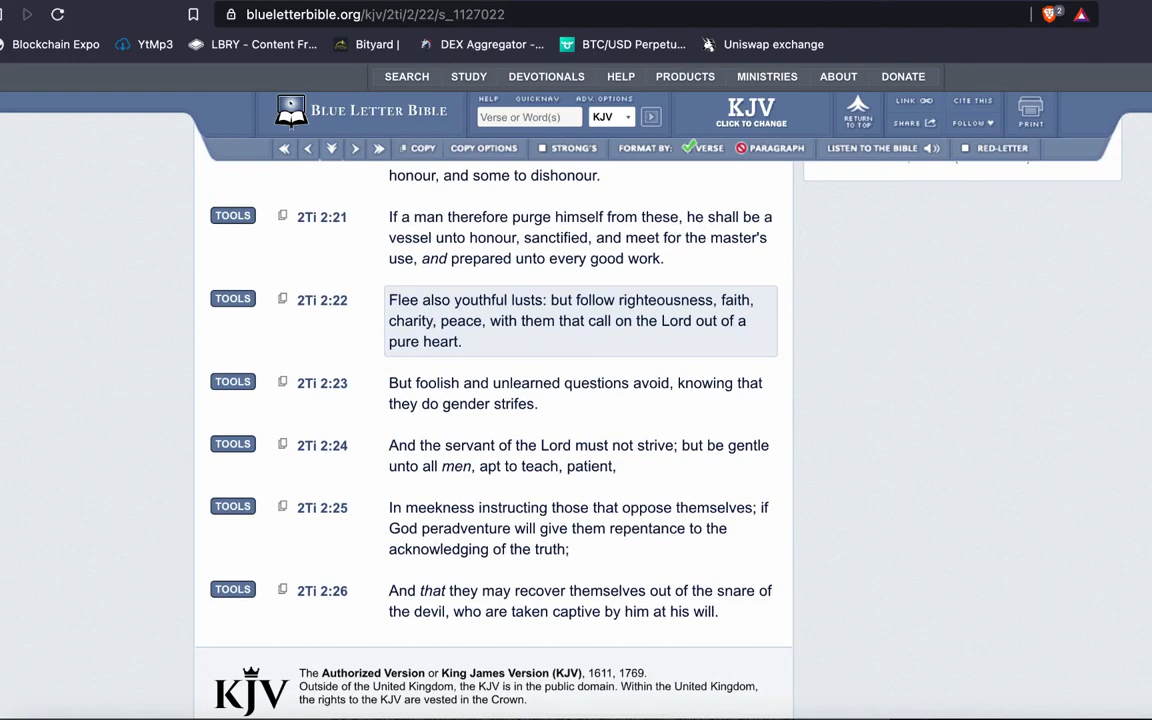 blueletterbible.org/kjv/2ti/2/22/s_1127022
2
Blockchain Expo YtMp3 LBRY - Content Fr... Bityard | DEX Aggregator -... BTC/USD Perpetu... Uniswap exchange
SEARCH STUDY DEVOTIONALS HELP PRODUCTS MINISTRIES ABOUT DONATE
BLUE LETTER BIBLE
HELP QUICKNAV ADV. OPTIONS
Verse or Word(s) KJV
KJV
CLICK TO CHANGE
RETURN
TO TOP
LINK CITE THIS
SHARE FOLLOW
PRINT
COPY COPY OPTIONS STRONG'S FORMAT BY: VERSE PARAGRAPH LISTEN TO THE BIBLE RED-LETTER
honour, and some to dishonour.
TOOLS 2Ti 2:21 If a man therefore purge himself from these, he shall be a
vessel unto honour, sanctified, and meet for the master's
use, and prepared unto every good work.
TOOLS 2Ti 2:22 Flee also youthful lusts: but follow righteousness, faith,
charity, peace, with them that call on the Lord out of a
pure heart.
TOOLS 2Ti 2:23 But foolish and unlearned questions avoid, knowing that
they do gender strifes.
TOOLS 2Ti 2:24 And the servant of the Lord must not strive; but be gentle
unto all men, apt to teach, patient,
TOOLS 2Ti 2:25 In meekness instructing those that oppose themselves; if
God peradventure will give them repentance to the
acknowledging of the truth;
TOOLS 2Ti 2:26 And that they may recover themselves out of the snare of
the devil, who are taken captive by him at his will.
KJV
The Authorized Version or King James Version (KJV), 1611, 1769.
Outside of the United Kingdom, the KJV is in the public domain. Within the United Kingdom,
the rights to the KJV are vested in the Crown.